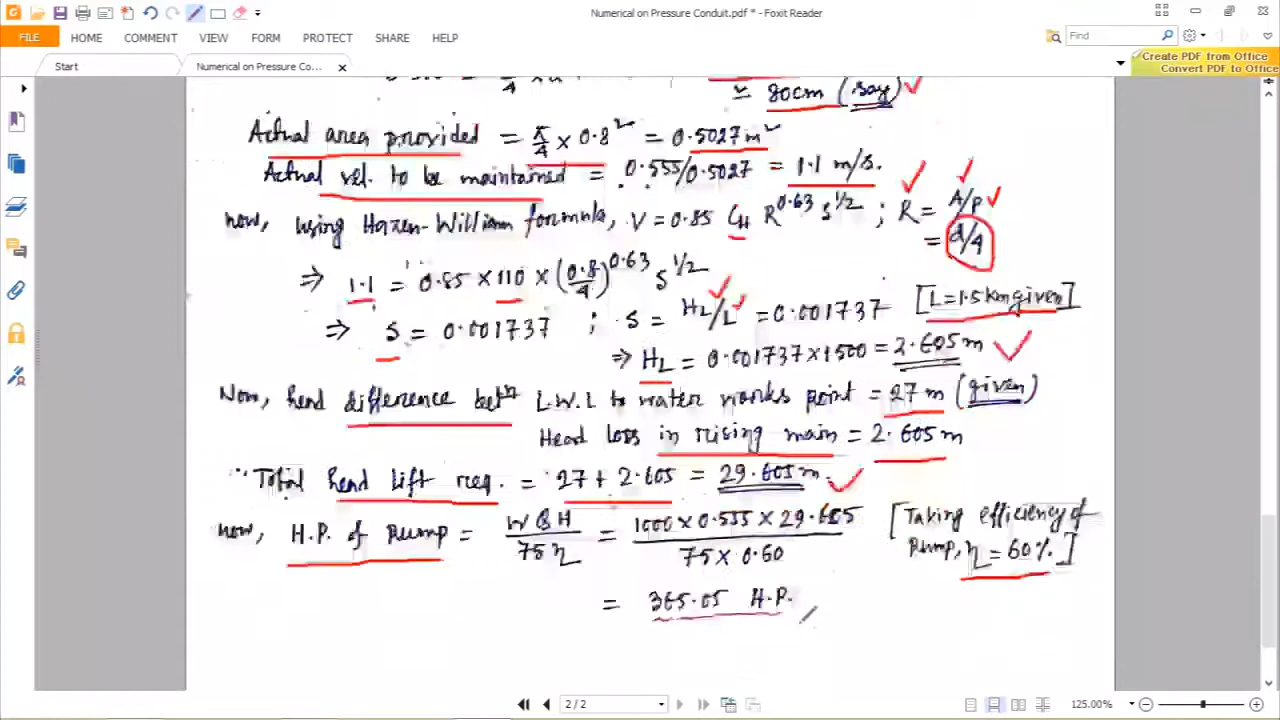 Numerical on Pressure Conduit.pdf * - Foxit Reader
FILE HOME COMMENT VIEW FORM PROTECT SHARE HELP Find
Start Numerical on Pressure Co... Create PDF from Office
Convert PDF to Office
≃ 80cm (say)
Actual area provided = π/4 × 0.8² = 0.5027 m²
Actual vel. to be maintained = 0.555/0.5027 = 1.1 m/s.
now, using Hazen-William formula, V = 0.85 C_H R^0.63 S^1/2 ; R = A/P
= d/4
⇒ 1.1 = 0.85 × 110 × (0.8/4)^0.63 S^1/2
⇒ S = 0.001737 ; S = H_L/L = 0.001737 [L = 1.5 km given]
⇒ H_L = 0.001737 × 1500 = 2.605 m
Now, head difference betⁿ L.W.L to water works point = 27 m (given)
Head loss in rising main = 2.605 m
∴ Total head lift req. = 27 + 2.605 = 29.605 m.
now, H.P. of Pump = WQH/75η = 1000 × 0.555 × 29.605/75 × 0.60 [Taking efficiency of Pump, η = 60%.]
= 365.05 H.P.
2 / 2 125.00%